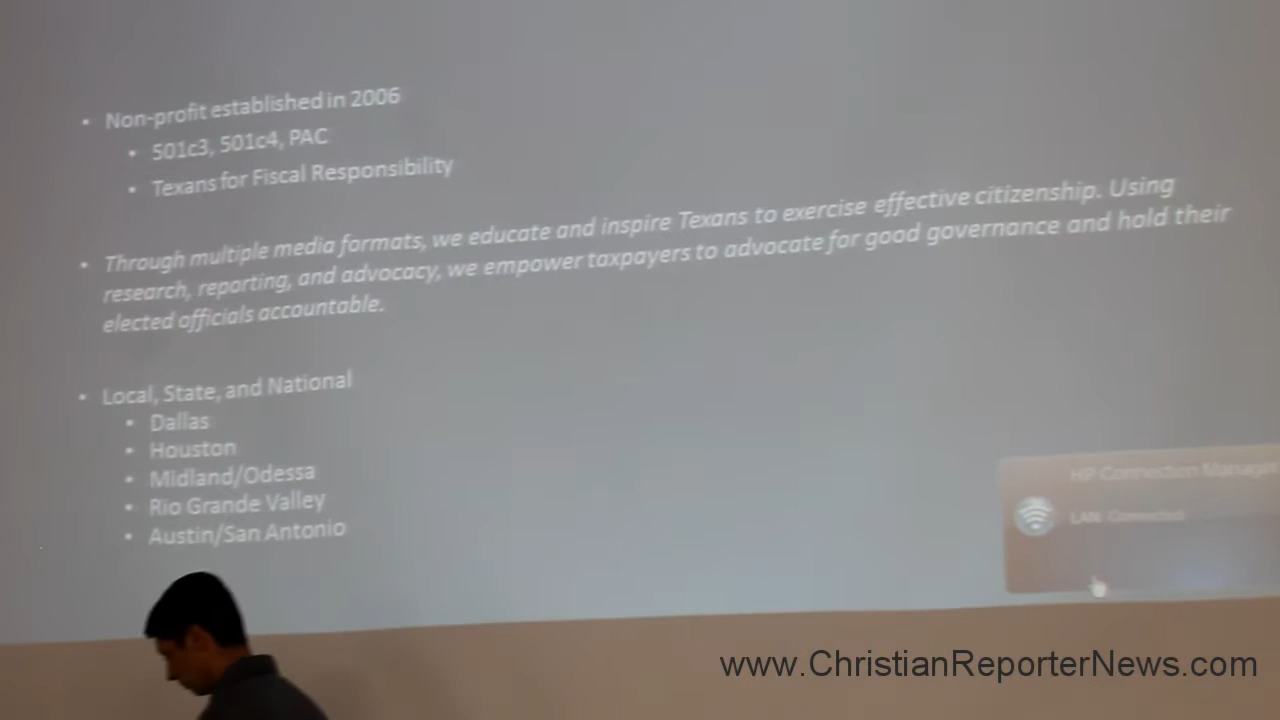 • Non-profit established in 2006
• 501c3, 501c4, PAC
• Texans for Fiscal Responsibility
• Through multiple media formats, we educate and inspire Texans to exercise effective citizenship. Using
research, reporting, and advocacy, we empower taxpayers to advocate for good governance and hold their
elected officials accountable.
• Local, State, and National
• Dallas
• Houston
• Midland/Odessa
• Rio Grande Valley
• Austin/San Antonio
HP Connection Manager
LAN: Connected
www.ChristianReporterNews.com